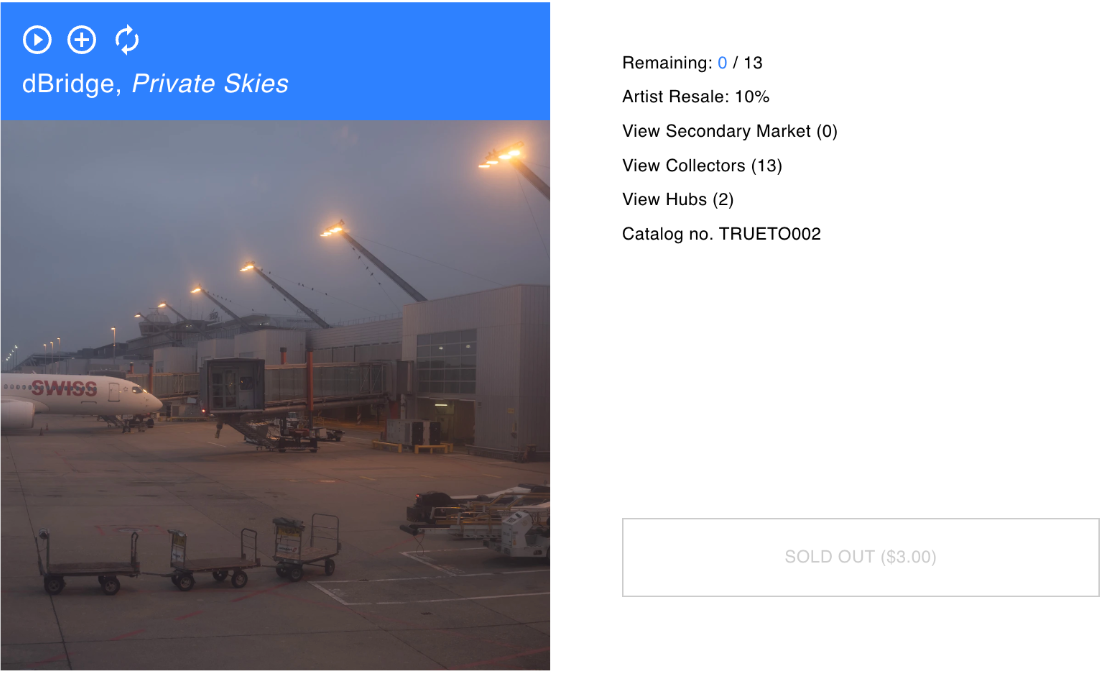 dBridge, Private Skies
SWISS
Remaining: 0 / 13
Artist Resale: 10%
View Secondary Market (0)
View Collectors (13)
View Hubs (2)
Catalog no. TRUETO002
SOLD OUT ($3.00)